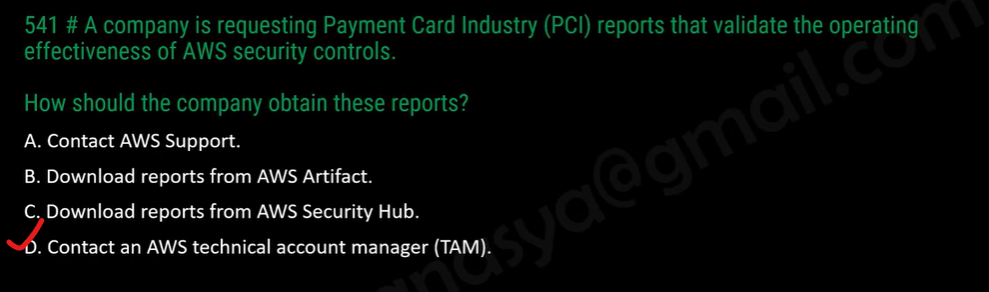 541 # A company is requesting Payment Card Industry (PCI) reports that validate the operating
effectiveness of AWS security controls.
How should the company obtain these reports?
A. Contact AWS Support.
B. Download reports from AWS Artifact.
C. Download reports from AWS Security Hub.
D. Contact an AWS technical account manager (TAM).